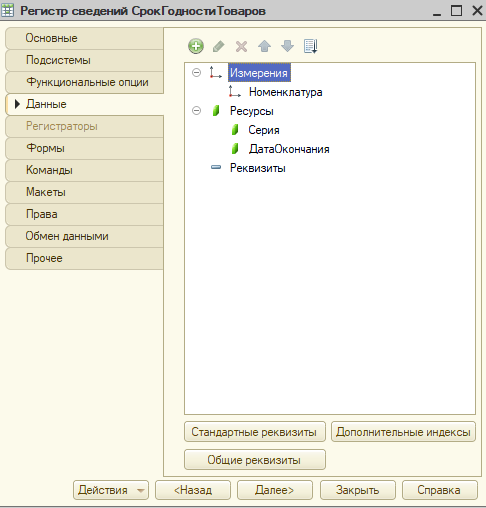 Регистр сведений СрокГодностиТоваров
Основные
Подсистемы
Функциональные опции
Данные
Регистраторы
Формы
Команды
Макеты
Права
Обмен данными
Прочее
Измерения
Номенклатура
Ресурсы
Серия
ДатаОкончания
Реквизиты
Стандартные реквизиты
Дополнительные индексы
Общие реквизиты
Действия
<Назад
Далее>
Закрыть
Справка